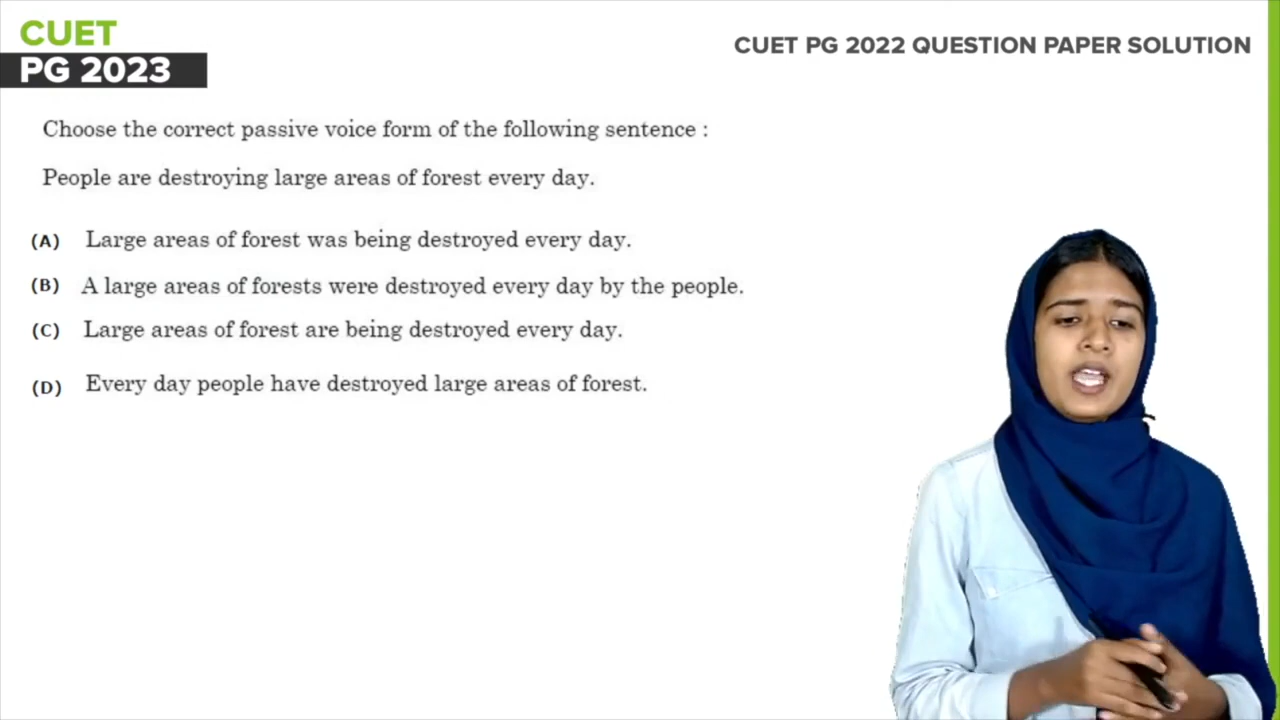 CUET
PG 2023
CUET PG 2022 QUESTION PAPER SOLUTION
Choose the correct passive voice form of the following sentence :
People are destroying large areas of forest every day.
(A) Large areas of forest was being destroyed every day.
(B) A large areas of forests were destroyed every day by the people.
(C) Large areas of forest are being destroyed every day.
(D) Every day people have destroyed large areas of forest.